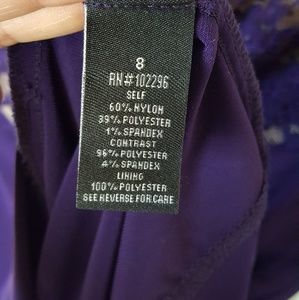 8
RN#102296
SELF
60% NYLON
39% POLYESTER
1% SPANDEX
CONTRAST
96% POLYESTER
4% SPANDEX
LINING
100% POLYESTER
SEE REVERSE FOR CARE